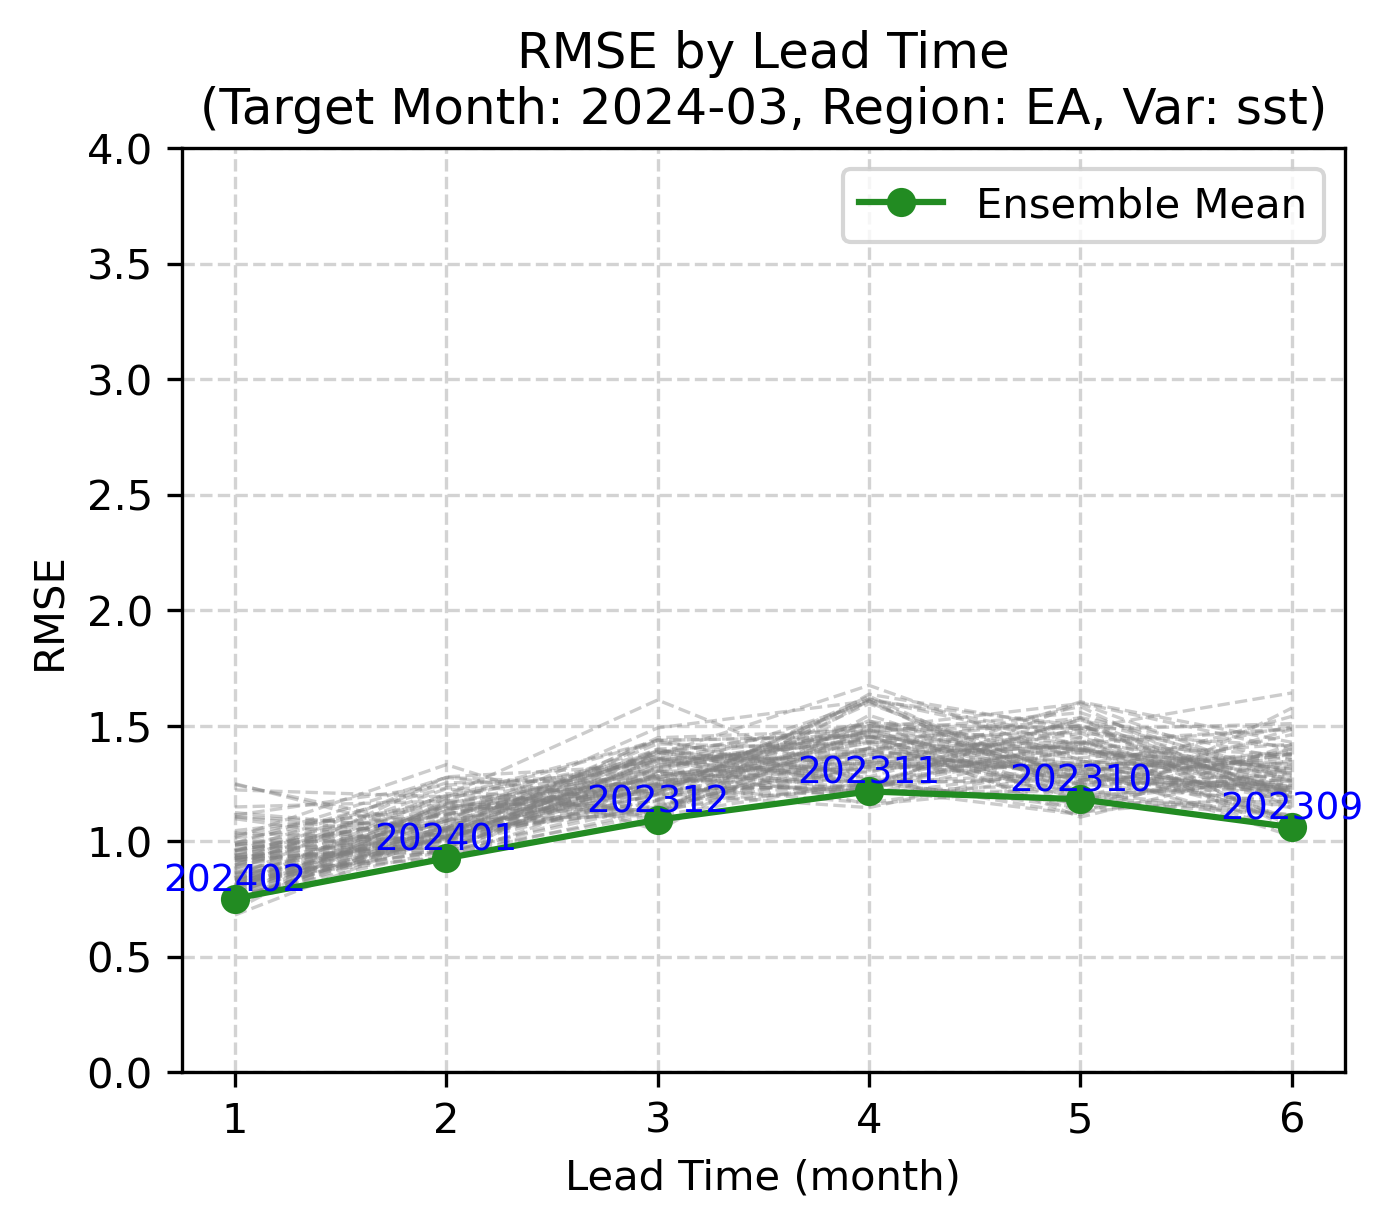 RMSE by Lead Time
(Target Month: 2024-03, Region: EA, Var: sst)
4.0
3.5
3.0
2.5
2.0
1.5
1.0
0.5
0.0
RMSE
Ensemble Mean
202402
202401
202312
202311
202310
202309
1 2 3 4 5 6
Lead Time (month)